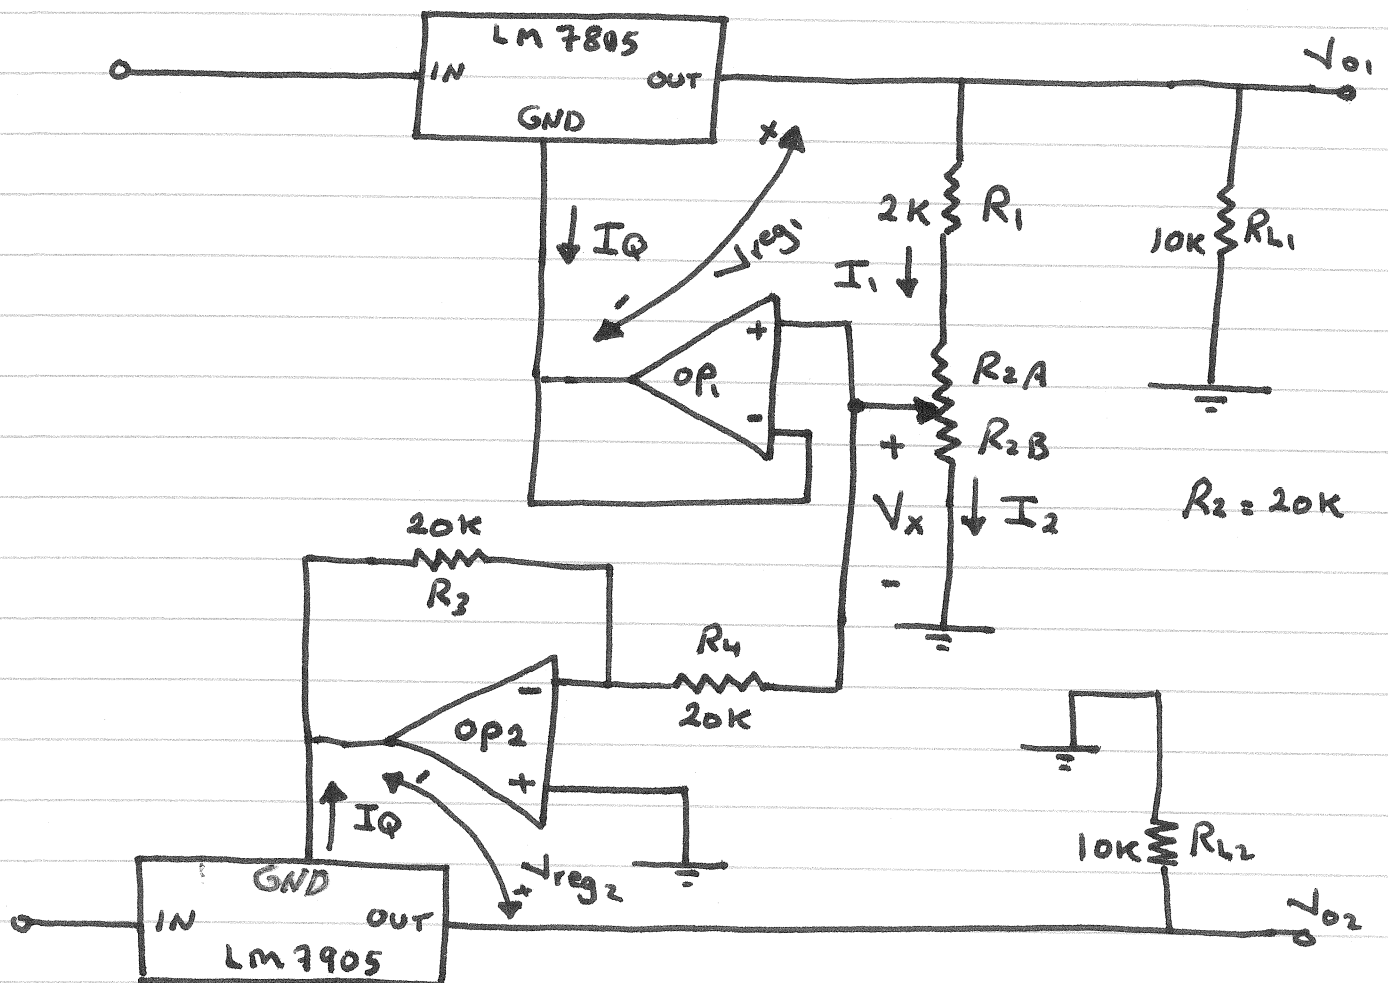 LM 7805
IN
OUT
GND
Vo1
IQ
Vreg1
+
-
2K R1
I1
10K RL1
OP1
+
-
R2A
R2B
+
Vx
-
I2
R2 = 20K
20K
R3
R4
20K
OP2
-
+
IQ
-
+
Vreg2
10K RL2
GND
IN
OUT
LM 7905
Vo2